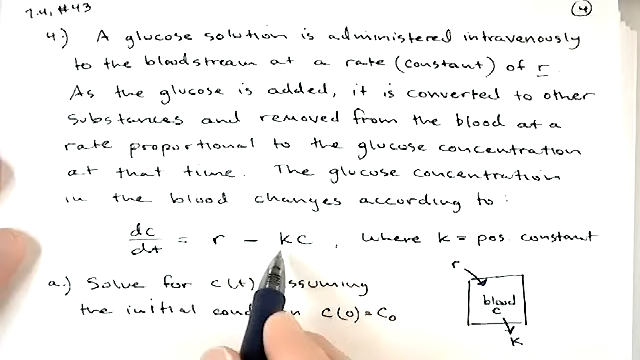 7.4, #43
4
4.) A glucose solution is administered intravenously
to the bloodstream at a rate (constant) of r
As the glucose is added, it is converted to other
substances and removed from the blood at a
rate proportional to the glucose concentration
at that time. The glucose concentration
in the blood changes according to:
dc/dt = r - kc, where k = pos. constant
a.) Solve for c(t)
the initial c(0) = C₀
r
blood
c
k